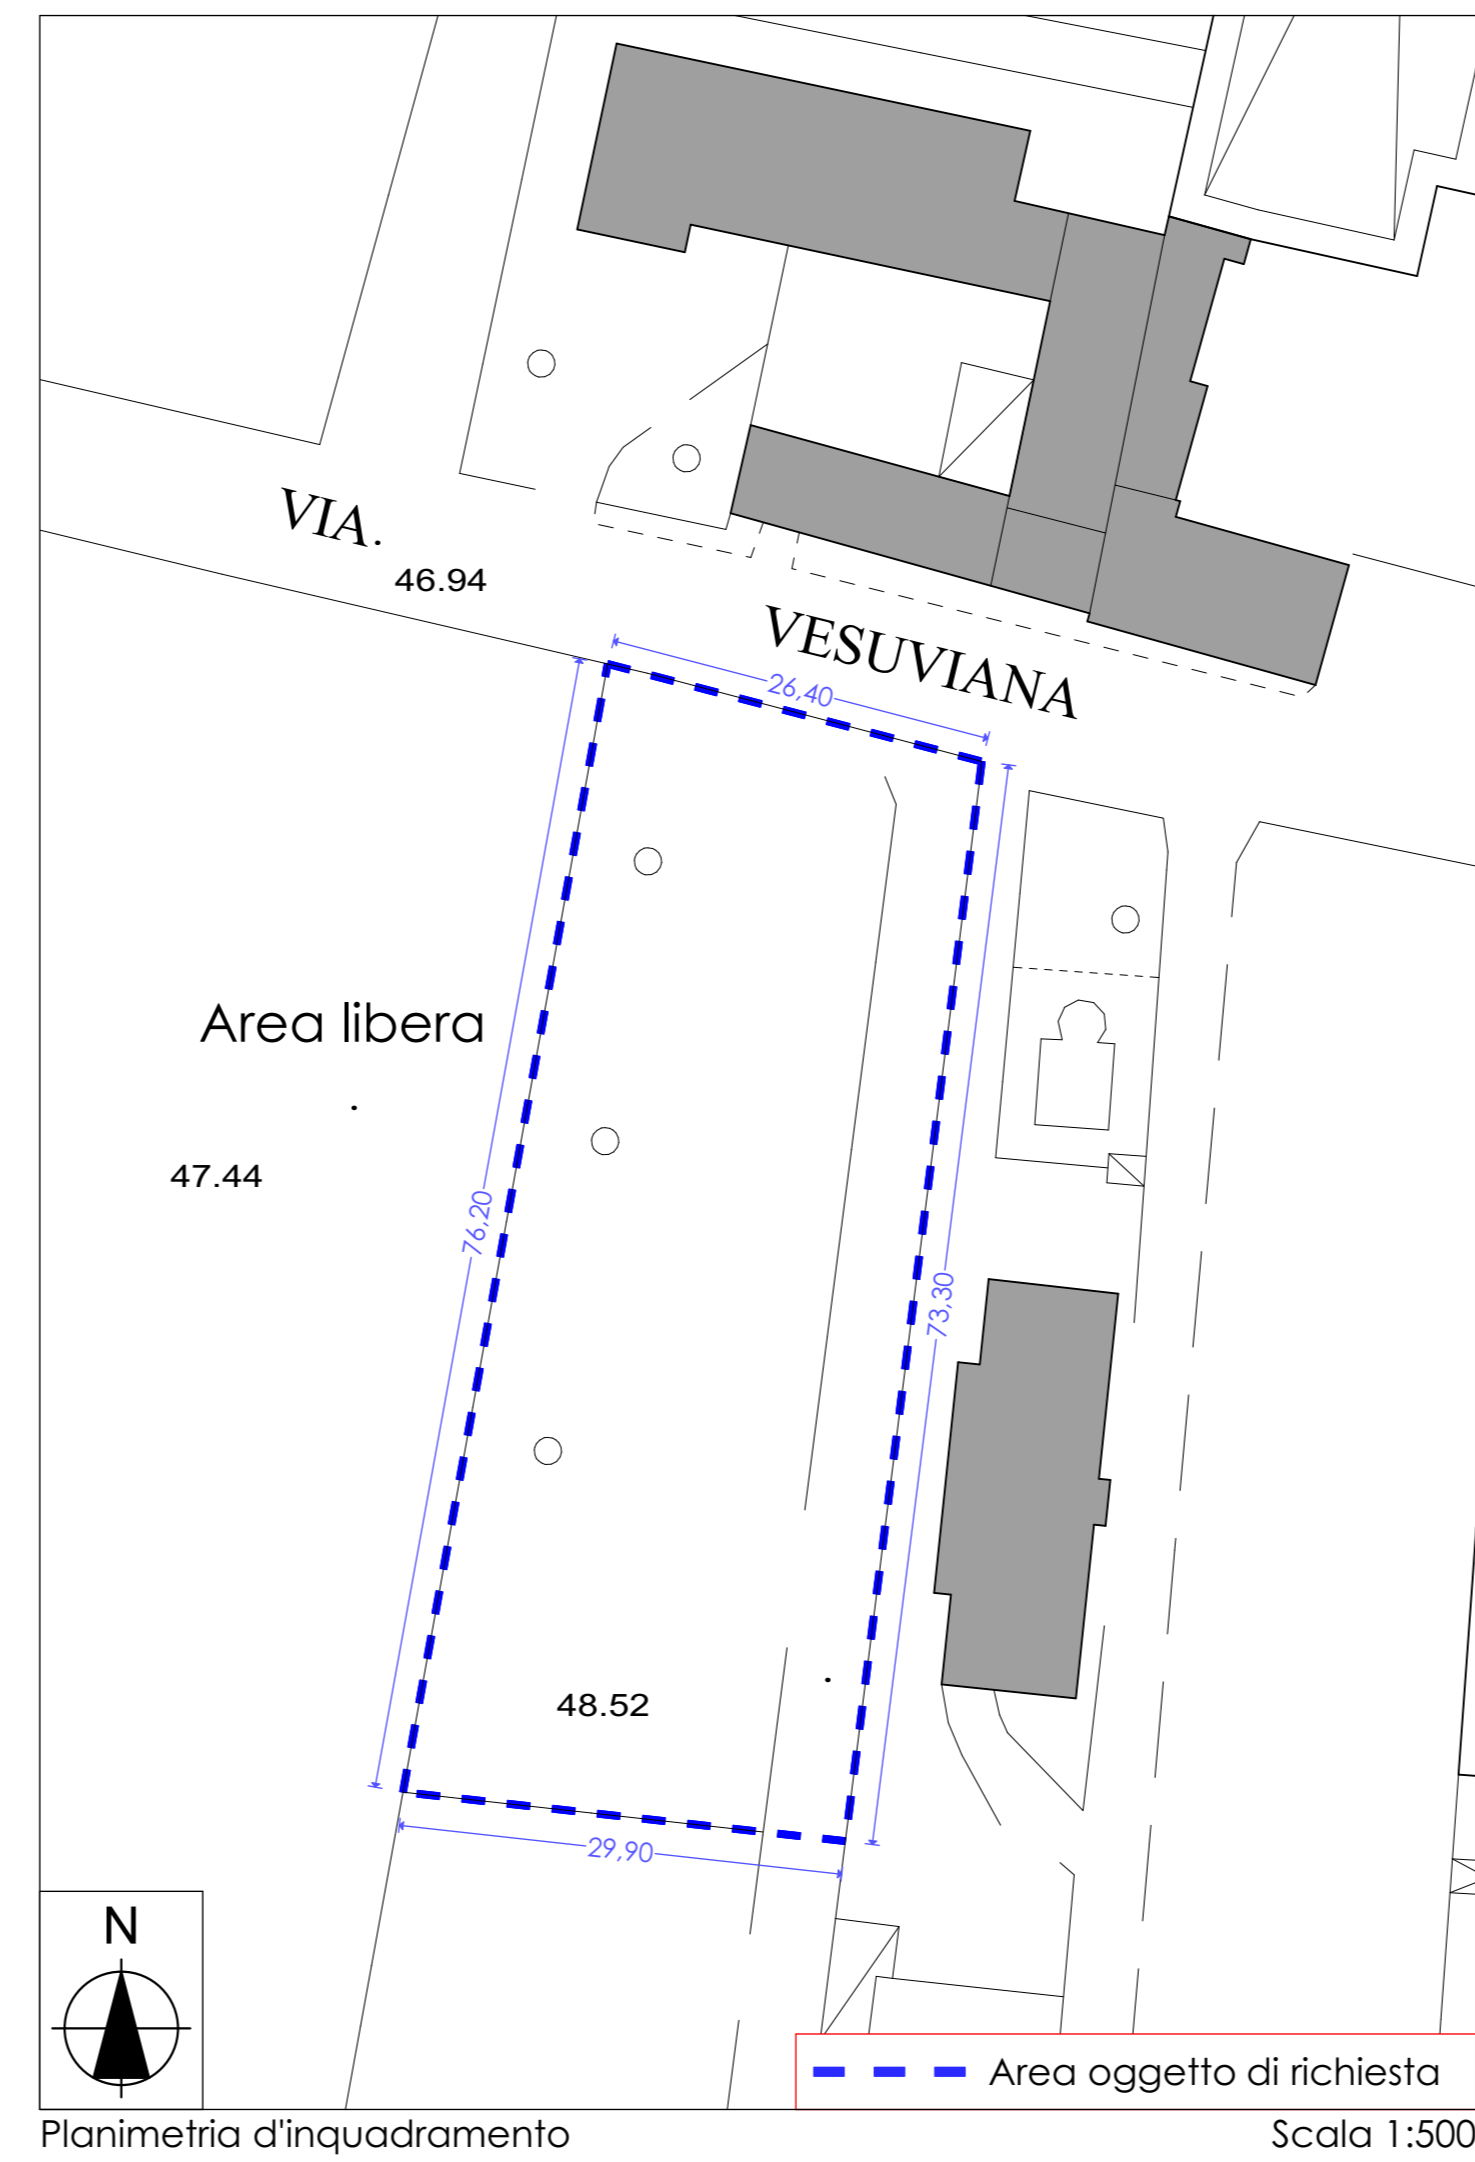 VIA.
46.94
VESUVIANA
26,40
Area libera
47.44
76,20
73,30
48.52
29,90
N
Area oggetto di richiesta
Planimetria d'inquadramento
Scala 1:500